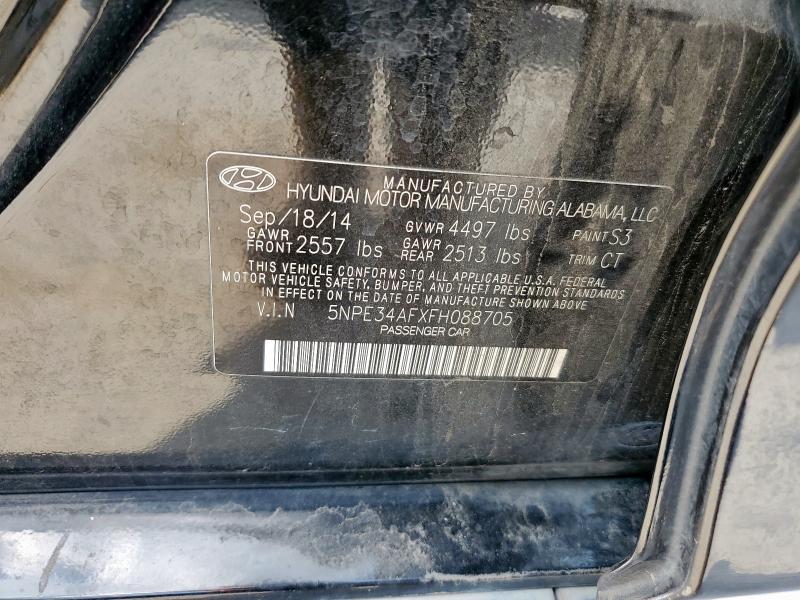 MANUFACTURED BY
HYUNDAI MOTOR MANUFACTURING ALABAMA, LLC
Sep/18/14 GVWR 4497 lbs PAINT S3
GAWR FRONT 2557 lbs GAWR REAR 2513 lbs TRIM CT
THIS VEHICLE CONFORMS TO ALL APPLICABLE U.S.A. FEDERAL
MOTOR VEHICLE SAFETY, BUMPER, AND THEFT PREVENTION STANDARDS
IN EFFECT ON THE DATE OF MANUFACTURE SHOWN ABOVE
V.I.N 5NPE34AFXFH088705
PASSENGER CAR